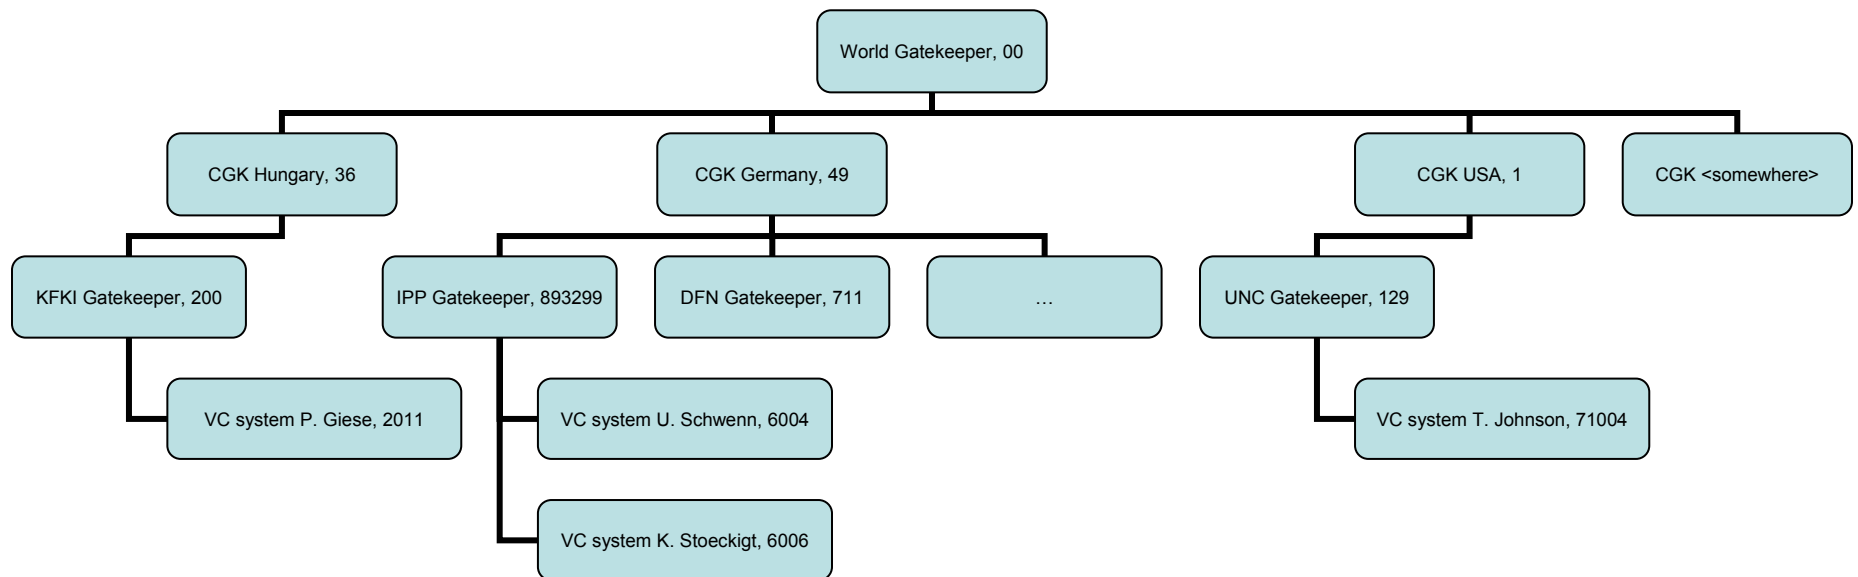 World Gatekeeper, 00
CGK Hungary, 36
CGK Germany, 49
CGK USA, 1
CGK <somewhere>
KFKI Gatekeeper, 200
IPP Gatekeeper, 893299
DFN Gatekeeper, 711
…
UNC Gatekeeper, 129
VC system P. Giese, 2011
VC system U. Schwenn, 6004
VC system T. Johnson, 71004
VC system K. Stoeckigt, 6006